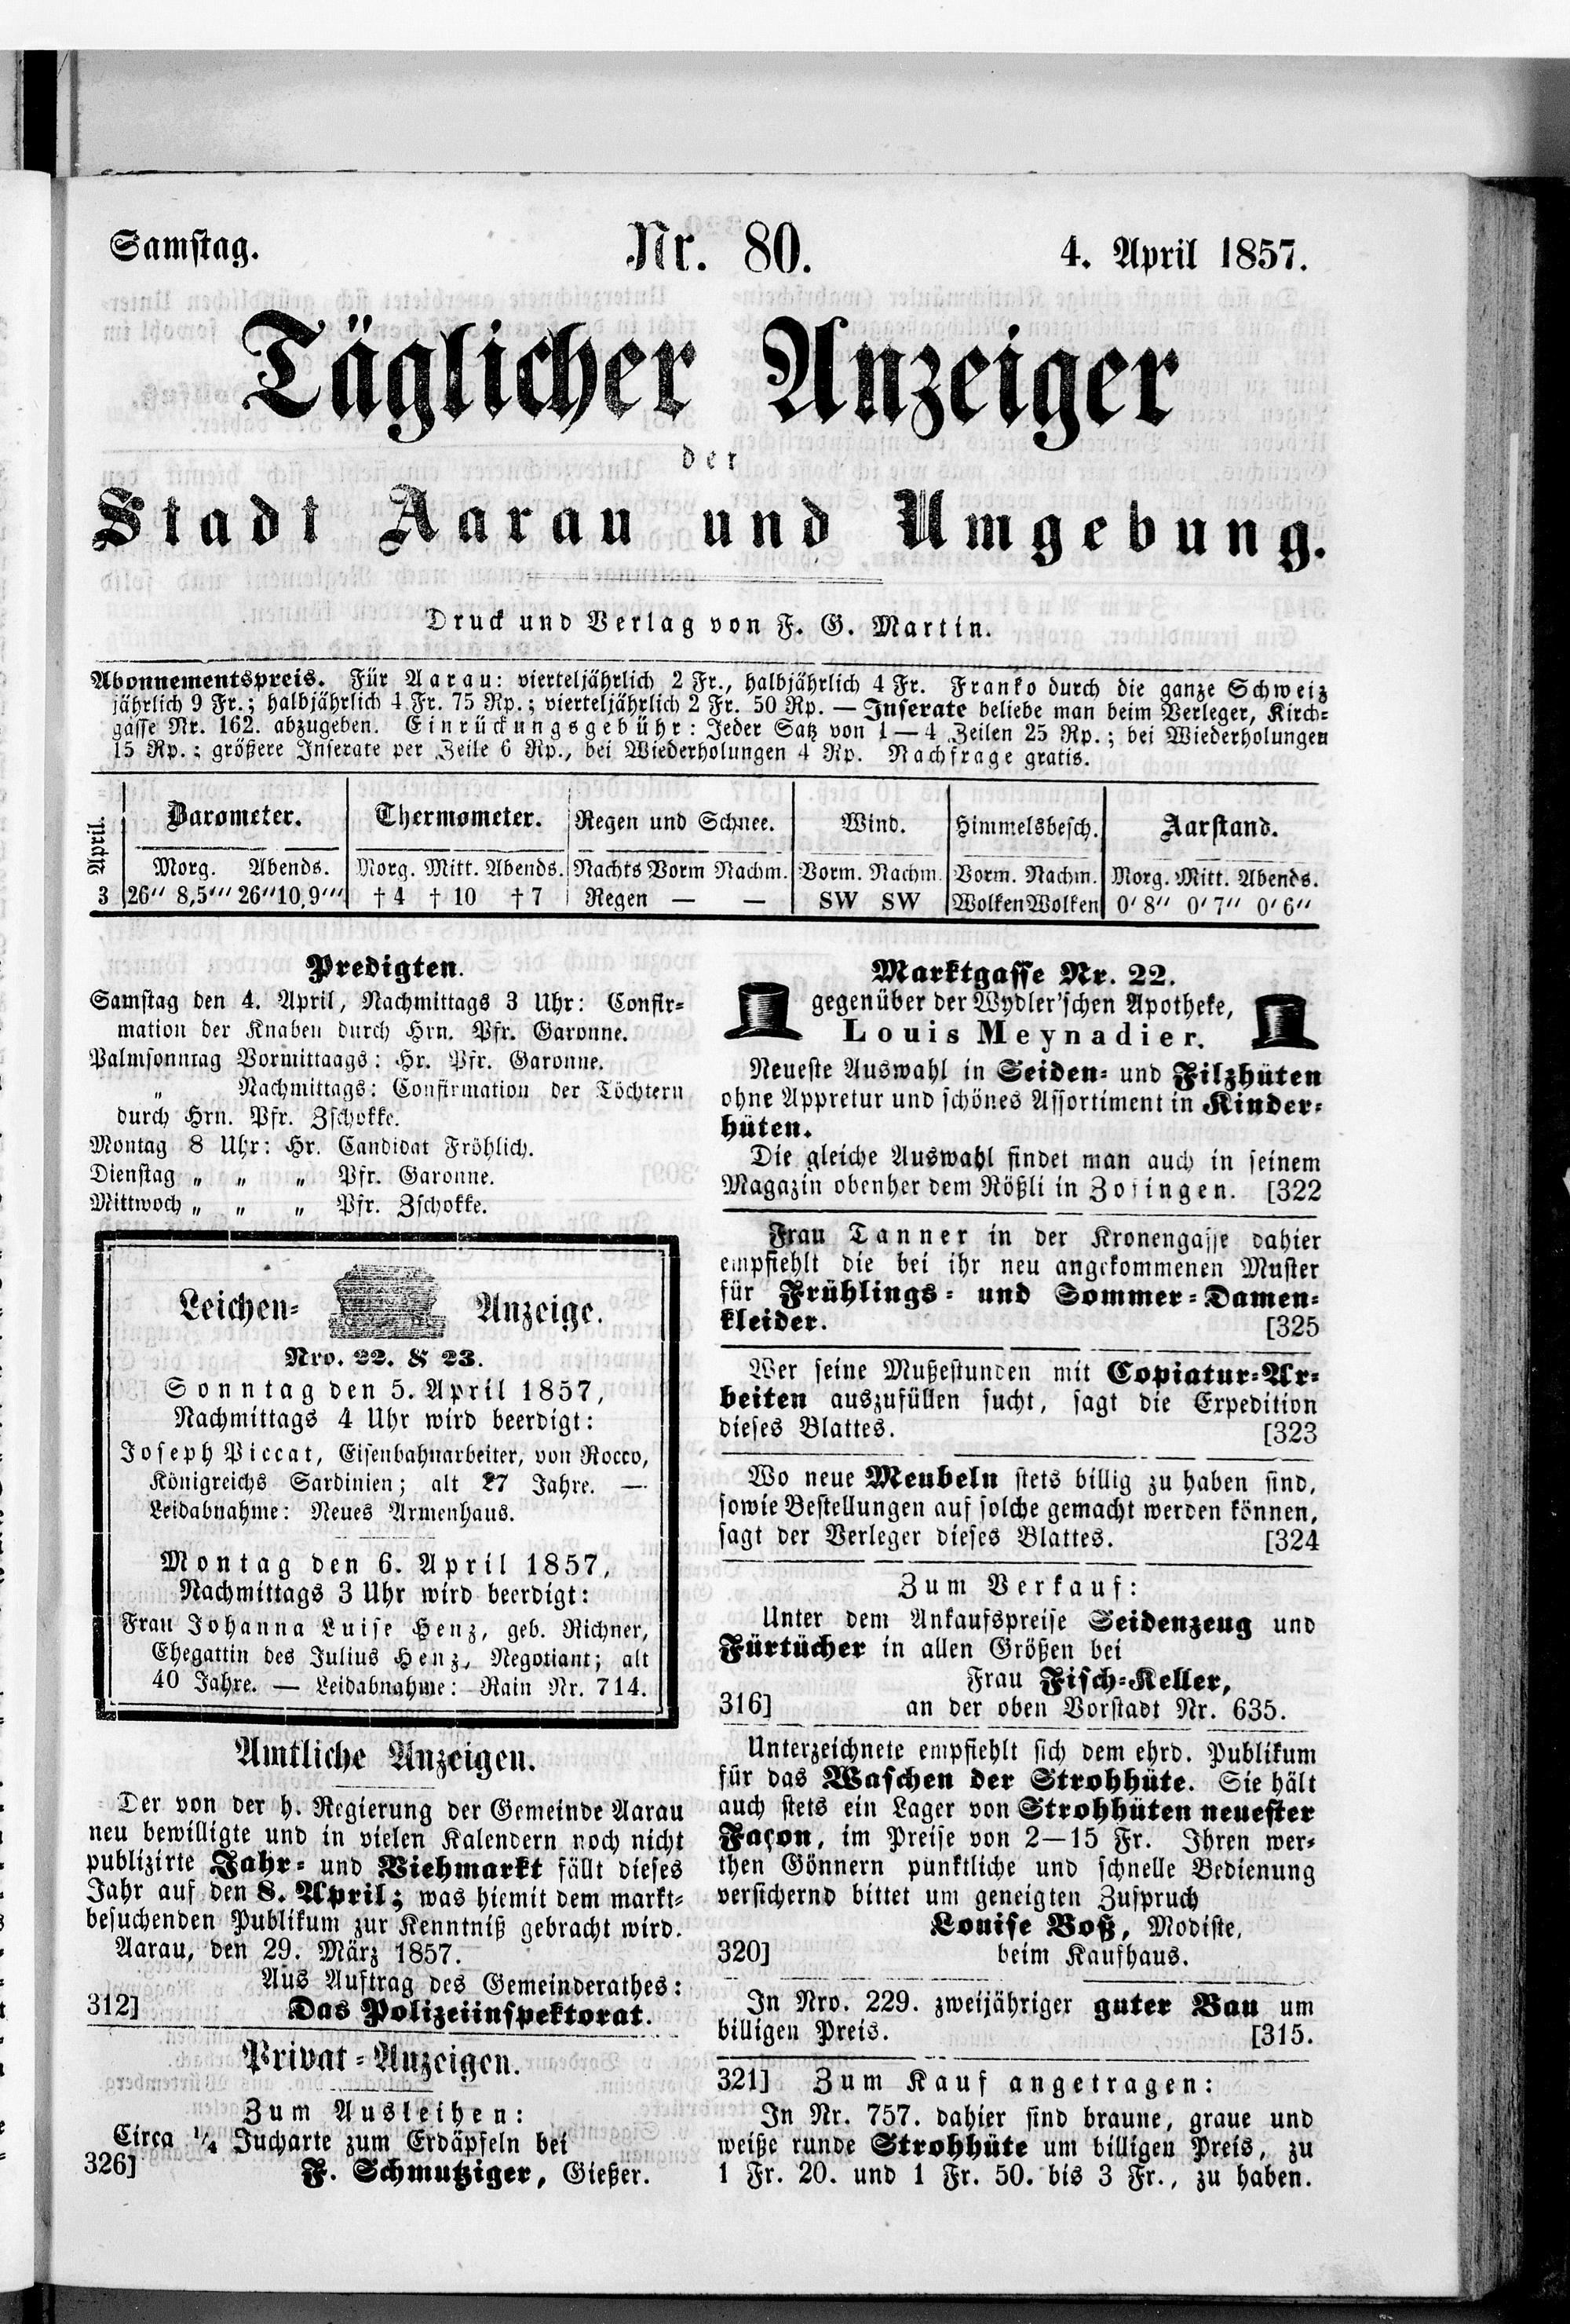 Samstag.
Nr. 80.
4. April 1857.
Täglicher Anzeiger
der
Stadt Aarau und Umgebung.
Druck und Verlag von F. G. Martin.
Abonnementspreis. Für Aarau: vierteljährlich 2 Fr., halbjährlich 4 Fr. Franko durch die ganze Schweiz
jährlich 9 Fr.; halbjährlich 4 Fr. 75 Rp.; vierteljährlich 2 Fr. 50 Rp. — Inserate beliebe man beim Verleger, Kirch-
gasse Nr. 162. abzugeben. Einrückungsgebühr: Jeder Satz von 1—4 Zeilen 25 Rp.; bei Wiederholungen
15 Rp.; größere Inserate per Zeile 6 Rp., bei Wiederholungen 4 Rp. Nachfrage gratis.
April. Barometer. Thermometer. Regen und Schnee. Wind. Himmelsbesch. Aarstand.
Morg. Abends. Morg. Mitt. Abends. Nachts Vorm Nachm. Vorm. Nachm. Vorm. Nachm. Morg. Mitt. Abends.
3 26'' 8,5''' 26''10,9''' † 4 † 10 † 7 Regen — — SW SW Wolken Wolken 0' 8'' 0' 7'' 0' 6''
Predigten.
Samstag den 4. April, Nachmittags 3 Uhr: Confir-
mation der Knaben durch Hrn. Pfr. Garonne.
Palmsonntag Vormittaags: Hr. Pfr. Garonne.
„ Nachmittags: Confirmation der Töchtern
durch Hrn. Pfr. Zschokke.
Montag 8 Uhr: Hr. Candidat Fröhlich.
Dienstag „ „ „ Pfr. Garonne.
Mittwoch „ „ „ Pfr. Zschokke.
Leichen- Anzeige.
Nro. 22. & 23.
Sonntag den 5. April 1857,
Nachmittags 4 Uhr wird beerdigt:
Joseph Piccat, Eisenbahnarbeiter, von Rocco,
Königreichs Sardinien; alt 27 Jahre. —
Leidabnahme: Neues Armenhaus.
Montag den 6. April 1857,
Nachmittags 3 Uhr wird beerdigt:
Frau Johanna Luise Henz, geb. Richner,
Ehegattin des Julius Henz, Negotiant; alt
40 Jahre. — Leidabnahme: Rain Nr. 714.
Amtliche Anzeigen.
Der von der h. Regierung der Gemeinde Aarau
neu bewilligte und in vielen Kalendern noch nicht
publizirte Jahr- und Viehmarkt fällt dieses
Jahr auf den 8. April; was hiemit dem markt-
besuchenden Publikum zur Kenntniß gebracht wird.
Aarau, den 29. März 1857.
Aus Auftrag des Gemeinderathes:
312] Das Polizeiinspektorat.
Privat-Anzeigen.
Zum Ausleihen:
Circa 1/4 Jucharte zum Erdäpfeln bei
326] F. Schmutziger, Gießer.
Marktgasse Nr. 22.
gegenüber der Wydler'schen Apotheke,
Louis Meynadier.
Neueste Auswahl in Seiden- und Filzhüten
ohne Appretur und schönes Assortiment in Kinder-
hüten.
Die gleiche Auswahl findet man auch in seinem
Magazin obenher dem Rößli in Zofingen. [322
Frau Tanner in der Kronengasse dahier
empfiehlt die bei ihr neu angekommenen Muster
für Frühlings- und Sommer-Damen-
kleider. [325
Wer seine Mußestunden mit Copiatur-Ar-
beiten auszufüllen sucht, sagt die Expedition
dieses Blattes. [323
Wo neue Meubeln stets billig zu haben sind,
sowie Bestellungen auf solche gemacht werden können,
sagt der Verleger dieses Blattes. [324
Zum Verkauf:
Unter dem Ankaufspreise Seidenzeug und
Fürtücher in allen Größen bei
Frau Fisch-Keller,
316] an der oben Vorstadt Nr. 635.
Unterzeichnete empfiehlt sich dem ehrd. Publikum
für das Waschen der Strohhüte. Sie hält
auch stets ein Lager von Strohhüten neuester
Façon, im Preise von 2—15 Fr. Ihren wer-
then Gönnern pünktliche und schnelle Bedienung
versichernd bittet um geneigten Zuspruch
Louise Boß, Modiste,
320] beim Kaufhaus.
In Nro. 229. zweijähriger guter Bau um
billigen Preis. [315.
321] Zum Kauf angetragen:
In Nr. 757. dahier sind braune, graue und
weiße runde Strohhüte um billigen Preis, zu
1 Fr. 20. und 1 Fr. 50. bis 3 Fr., zu haben.